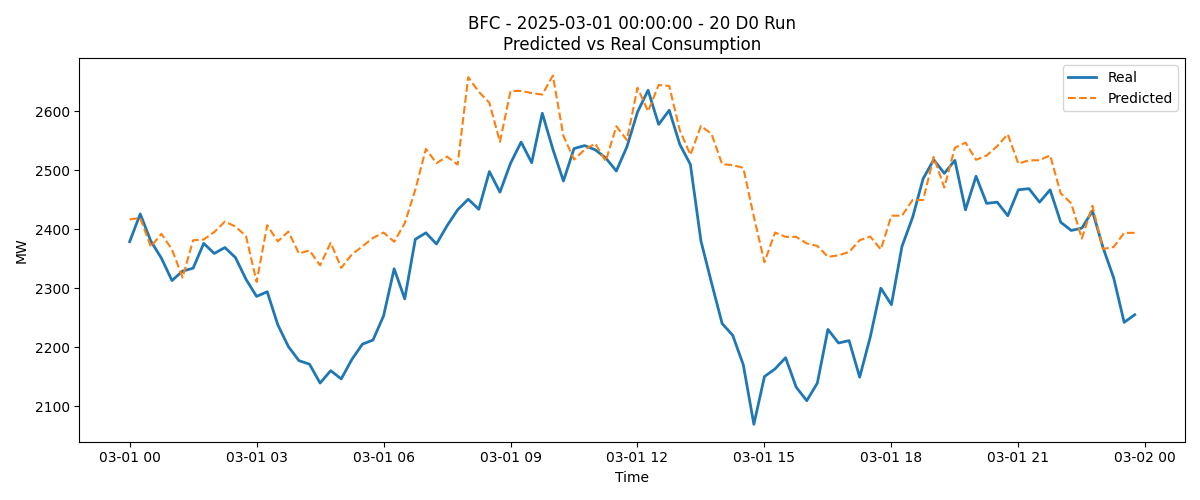 BFC - 2025-03-01 00:00:00 - 20 D0 Run
Predicted vs Real Consumption
Real
Predicted
MW
2600
2500
2400
2300
2200
2100
03-01 00
03-01 03
03-01 06
03-01 09
03-01 12
03-01 15
03-01 18
03-01 21
03-02 00
Time